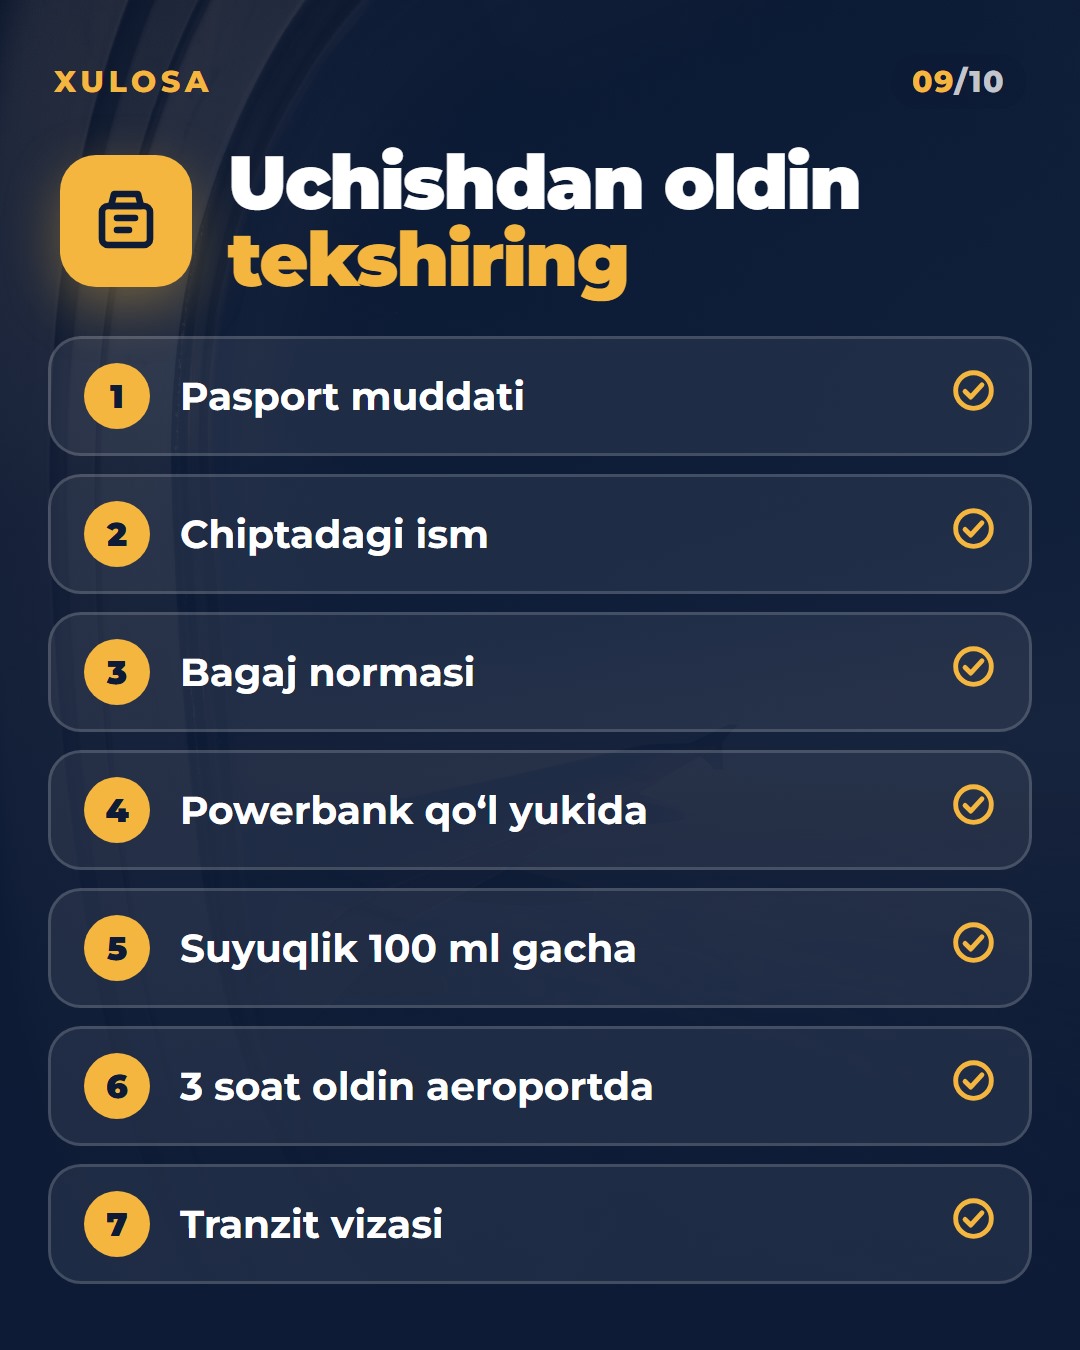 XULOSA
09/10
Uchishdan oldin
tekshiring
1 Pasport muddati
2 Chiptadagi ism
3 Bagaj normasi
4 Powerbank qo‘l yukida
5 Suyuqlik 100 ml gacha
6 3 soat oldin aeroportda
7 Tranzit vizasi